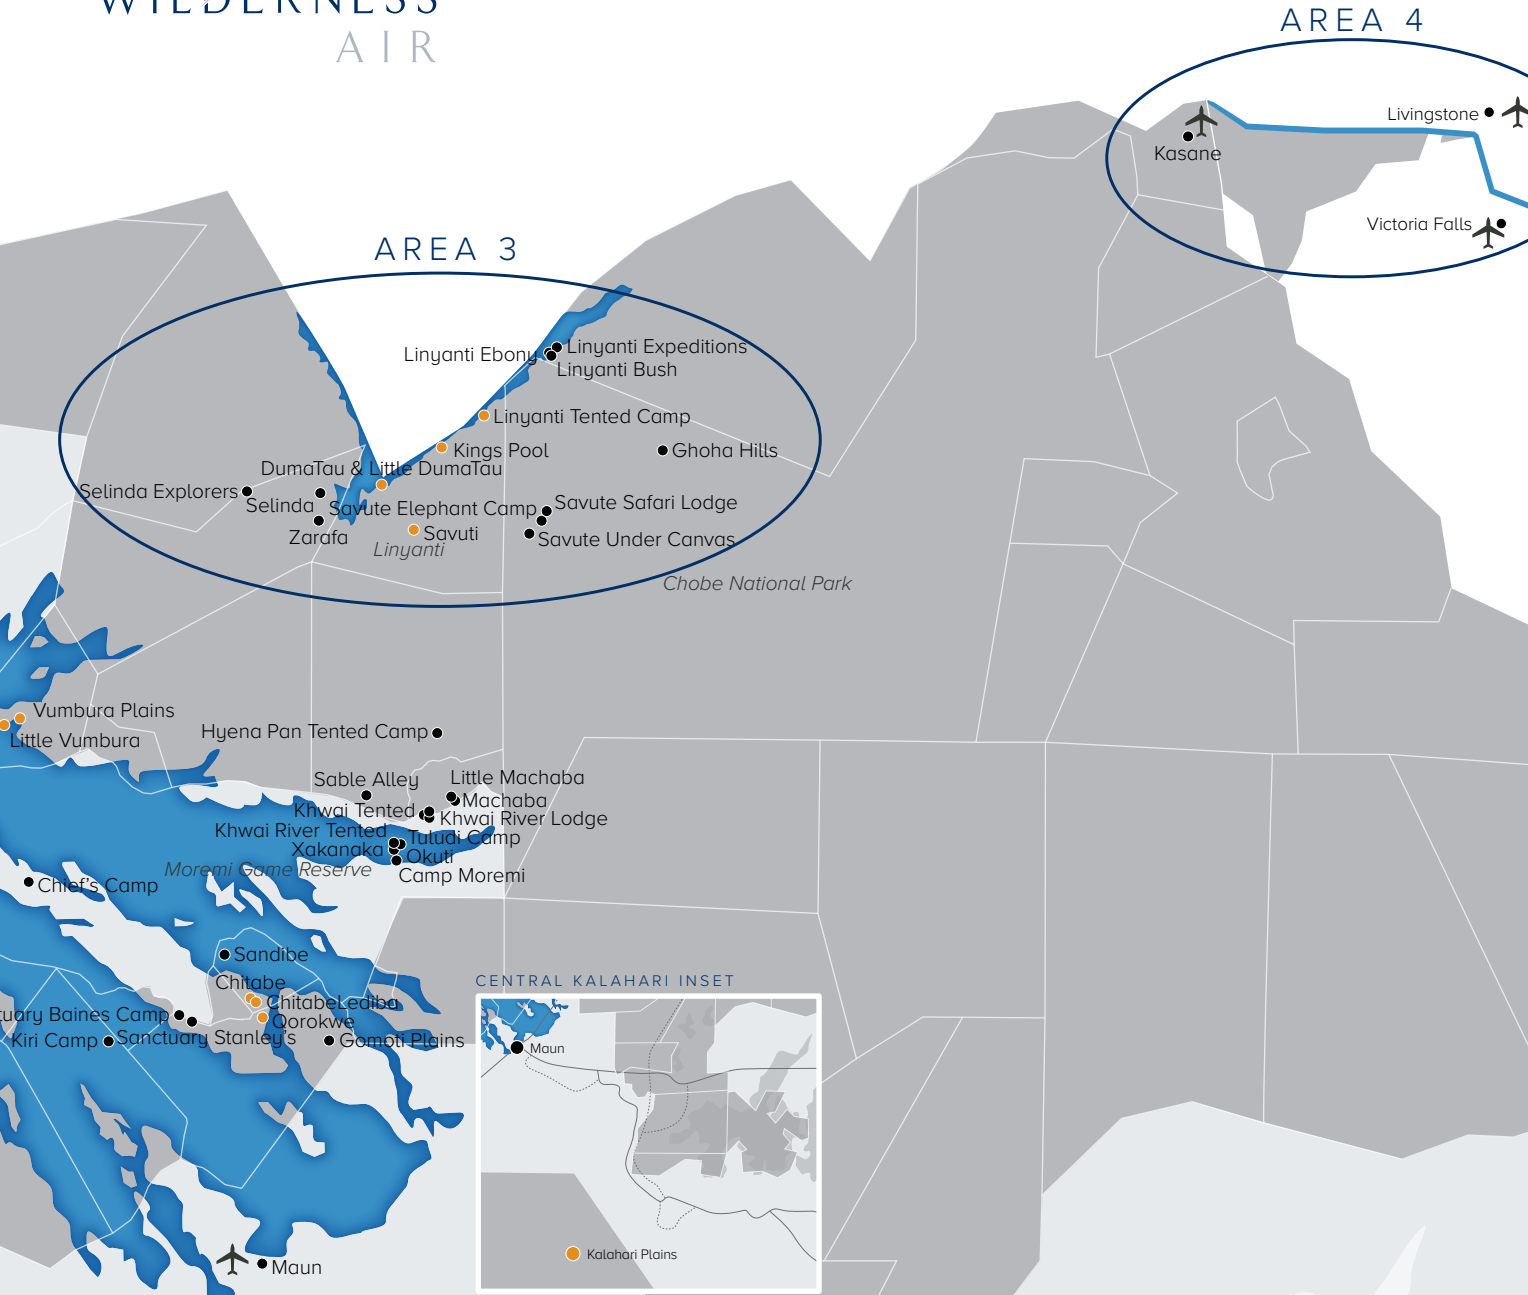 WILDERNESS
AIR
AREA 4
Livingstone
Kasane
Victoria Falls
AREA 3
Linyanti Ebony
Linyanti Expeditions
Linyanti Bush
Linyanti Tented Camp
Kings Pool
Ghoha Hills
DumaTau & Little DumaTau
Selinda Explorers
Selinda
Savute Elephant Camp
Savute Safari Lodge
Zarafa
Savuti
Savute Under Canvas
Linyanti
Chobe National Park
Vumbura Plains
Little Vumbura
Hyena Pan Tented Camp
Sable Alley
Little Machaba
Machaba
Khwai Tented
Khwai River Lodge
Khwai River Tented
Tuludi Camp
Xakanaka
Okuti
Moremi Game Reserve
Camp Moremi
Chief's Camp
Sandibe
Chitabe
ChitabeLediba
tuary Baines Camp
Qorokwe
Kiri Camp
Sanctuary Stanley's
Gomoti Plains
CENTRAL KALAHARI INSET
Maun
Kalahari Plains
Maun